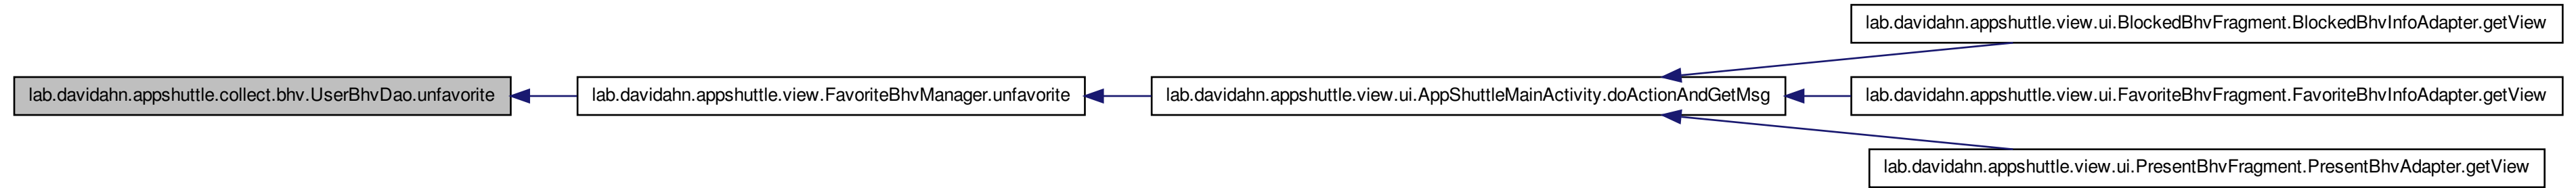 lab.davidahn.appshuttle.view.ui.BlockedBhvFragment.BlockedBhvInfoAdapter.getView
lab.davidahn.appshuttle.collect.bhv.UserBhvDao.unfavorite
lab.davidahn.appshuttle.view.FavoriteBhvManager.unfavorite
lab.davidahn.appshuttle.view.ui.AppShuttleMainActivity.doActionAndGetMsg
lab.davidahn.appshuttle.view.ui.FavoriteBhvFragment.FavoriteBhvInfoAdapter.getView
lab.davidahn.appshuttle.view.ui.PresentBhvFragment.PresentBhvAdapter.getView